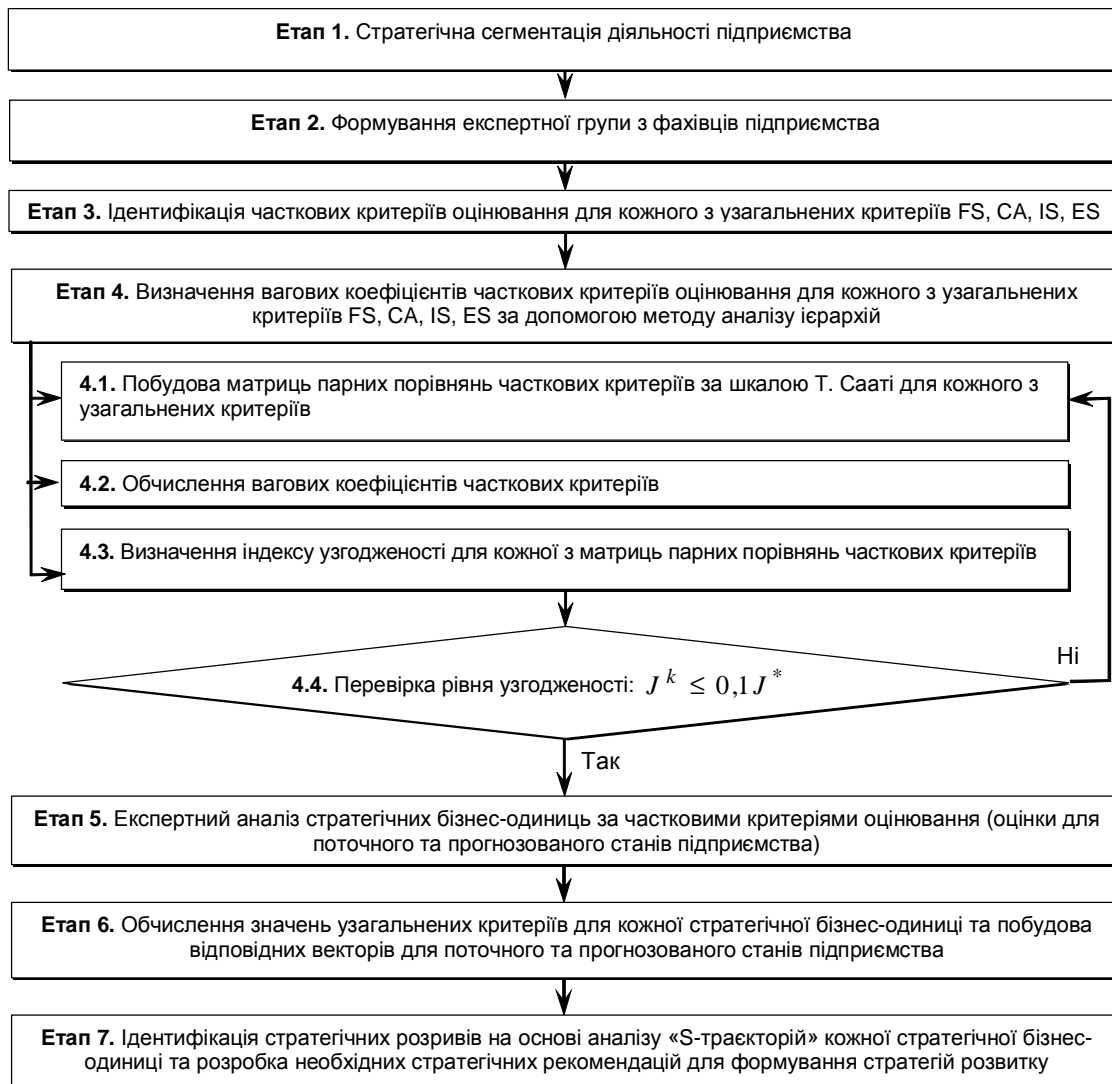 Етап 1. Стратегічна сегментація діяльності підприємства
Етап 2. Формування експертної групи з фахівців підприємства
Етап 3. Ідентифікація часткових критеріїв оцінювання для кожного з узагальнених критеріїв FS, CA, IS, ES
Етап 4. Визначення вагових коефіцієнтів часткових критеріїв оцінювання для кожного з узагальнених
критеріїв FS, CA, IS, ES за допомогою методу аналізу ієрархій
4.1. Побудова матриць парних порівнянь часткових критеріїв за шкалою Т. Сааті для кожного з
узагальнених критеріїв
4.2. Обчислення вагових коефіцієнтів часткових критеріїв
4.3. Визначення індексу узгодженості для кожної з матриць парних порівнянь часткових критеріїв
Ні
4.4. Перевірка рівня узгодженості: J^k ≤ 0,1J^*
Так
Етап 5. Експертний аналіз стратегічних бізнес-одиниць за частковими критеріями оцінювання (оцінки для
поточного та прогнозованого станів підприємства)
Етап 6. Обчислення значень узагальнених критеріїв для кожної стратегічної бізнес-одиниці та побудова
відповідних векторів для поточного та прогнозованого станів підприємства
Етап 7. Ідентифікація стратегічних розривів на основі аналізу «S-траєкторій» кожної стратегічної бізнес-
одиниці та розробка необхідних стратегічних рекомендацій для формування стратегій розвитку